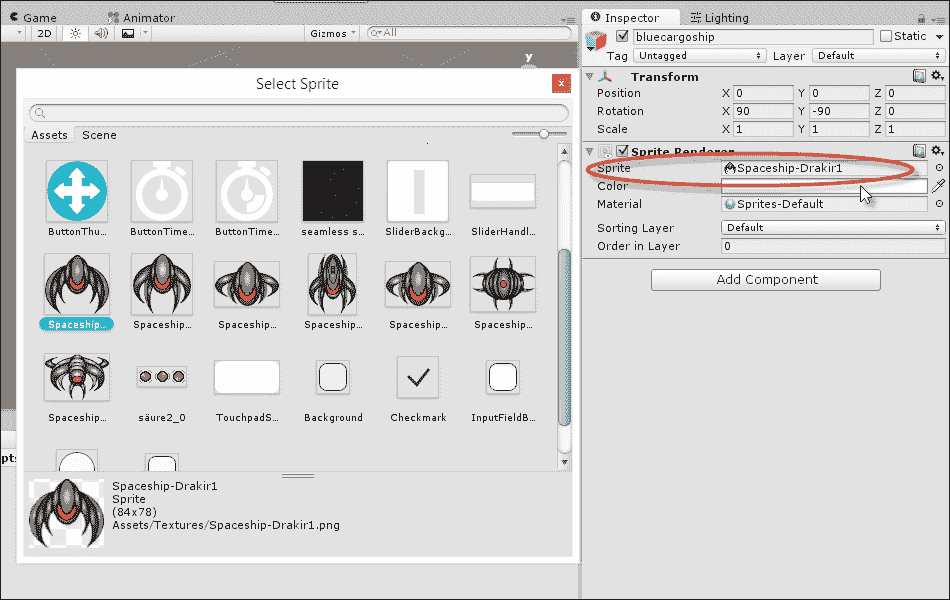 Game
Animator
2D
Gizmos
All
y
Select Sprite
x
Assets Scene
ButtonThu...
ButtonTime...
ButtonTime...
seamless s...
SliderBackg...
SliderHandl...
Spaceship...
Spaceship...
Spaceship...
Spaceship...
Spaceship...
Spaceship...
Spaceship...
säure2_0
TouchpadS...
Background
Checkmark
InputFieldB...
Spaceship-Drakir1
Sprite
(84x78)
Assets/Textures/Spaceship-Drakir1.png
pts
Inspector
Lighting
bluecargoship
Static
Tag Untagged Layer Default
Transform
Position X 0 Y 0 Z 0
Rotation X 90 Y -90 Z 0
Scale X 1 Y 1 Z 1
Sprite Renderer
Sprite Spaceship-Drakir1
Color
Material Sprites-Default
Sorting Layer Default
Order in Layer 0
Add Component